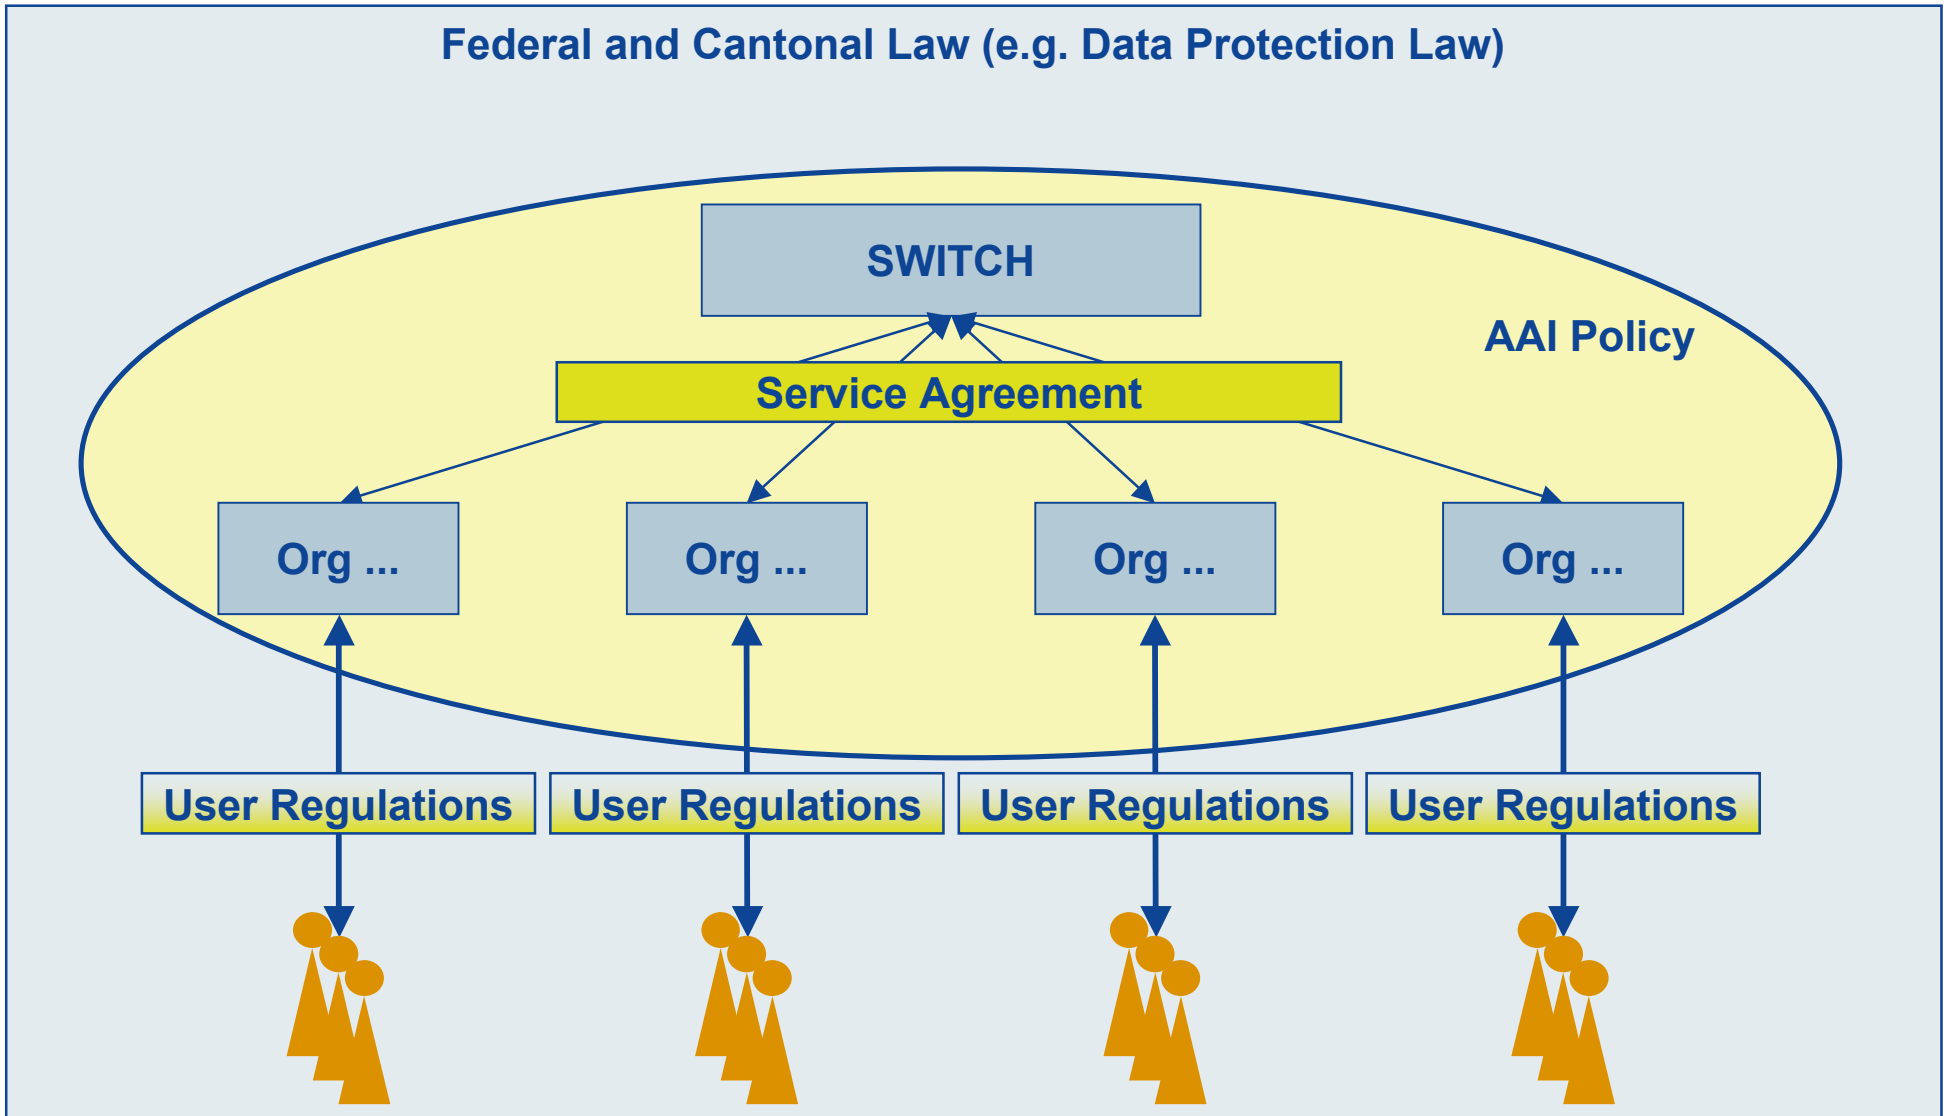 Federal and Cantonal Law (e.g. Data Protection Law)
SWITCH
AAI Policy
Service Agreement
Org ...
Org ...
Org ...
Org ...
User Regulations
User Regulations
User Regulations
User Regulations